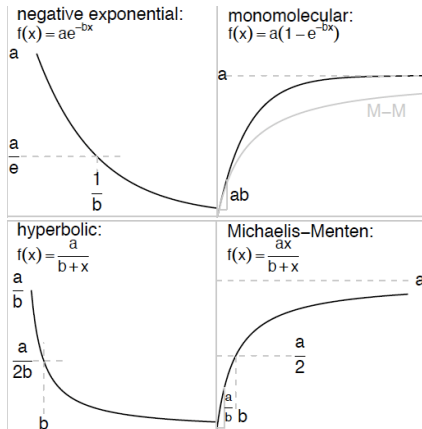 negative exponential:
f(x) = ae^{-bx}
a
a/e
1/b
monomolecular:
f(x) = a(1 − e^{-bx})
a
M−M
ab
hyperbolic:
f(x) = a/(b + x)
a/b
a/2b
b
Michaelis−Menten:
f(x) = ax/(b + x)
a
a/2
a/b
b